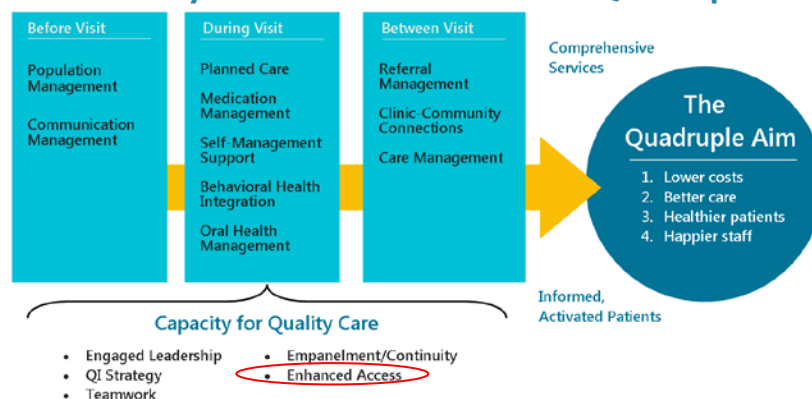 Before Visit
Population
Management
Communication
Management
During Visit
Planned Care
Medication
Management
Self-Management
Support
Behavioral Health
Integration
Oral Health
Management
Between Visit
Referral
Management
Clinic-Community
Connections
Care Management
Comprehensive
Services
The
Quadruple Aim
1. Lower costs
2. Better care
3. Healthier patients
4. Happier staff
Informed,
Activated Patients
Capacity for Quality Care
• Engaged Leadership
• QI Strategy
• Teamwork
• Empanelment/Continuity
• Enhanced Access